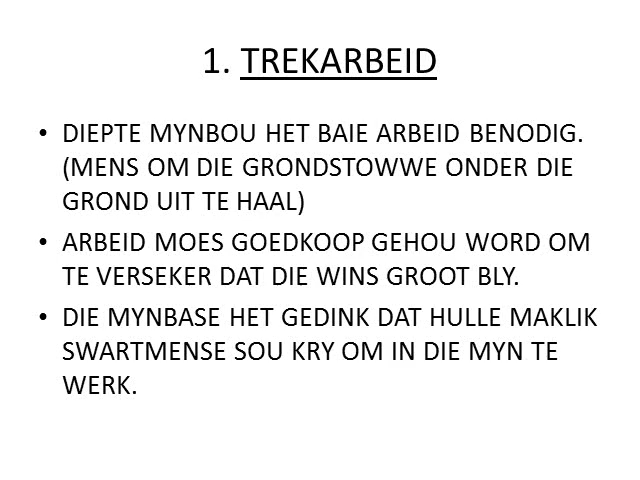 1. TREKARBEID
• DIEPTE MYNBOU HET BAIE ARBEID BENODIG.
(MENS OM DIE GRONDSTOWWE ONDER DIE
GROND UIT TE HAAL)
• ARBEID MOES GOEDKOOP GEHOU WORD OM
TE VERSEKER DAT DIE WINS GROOT BLY.
• DIE MYNBASE HET GEDINK DAT HULLE MAKLIK
SWARTMENSE SOU KRY OM IN DIE MYN TE
WERK.